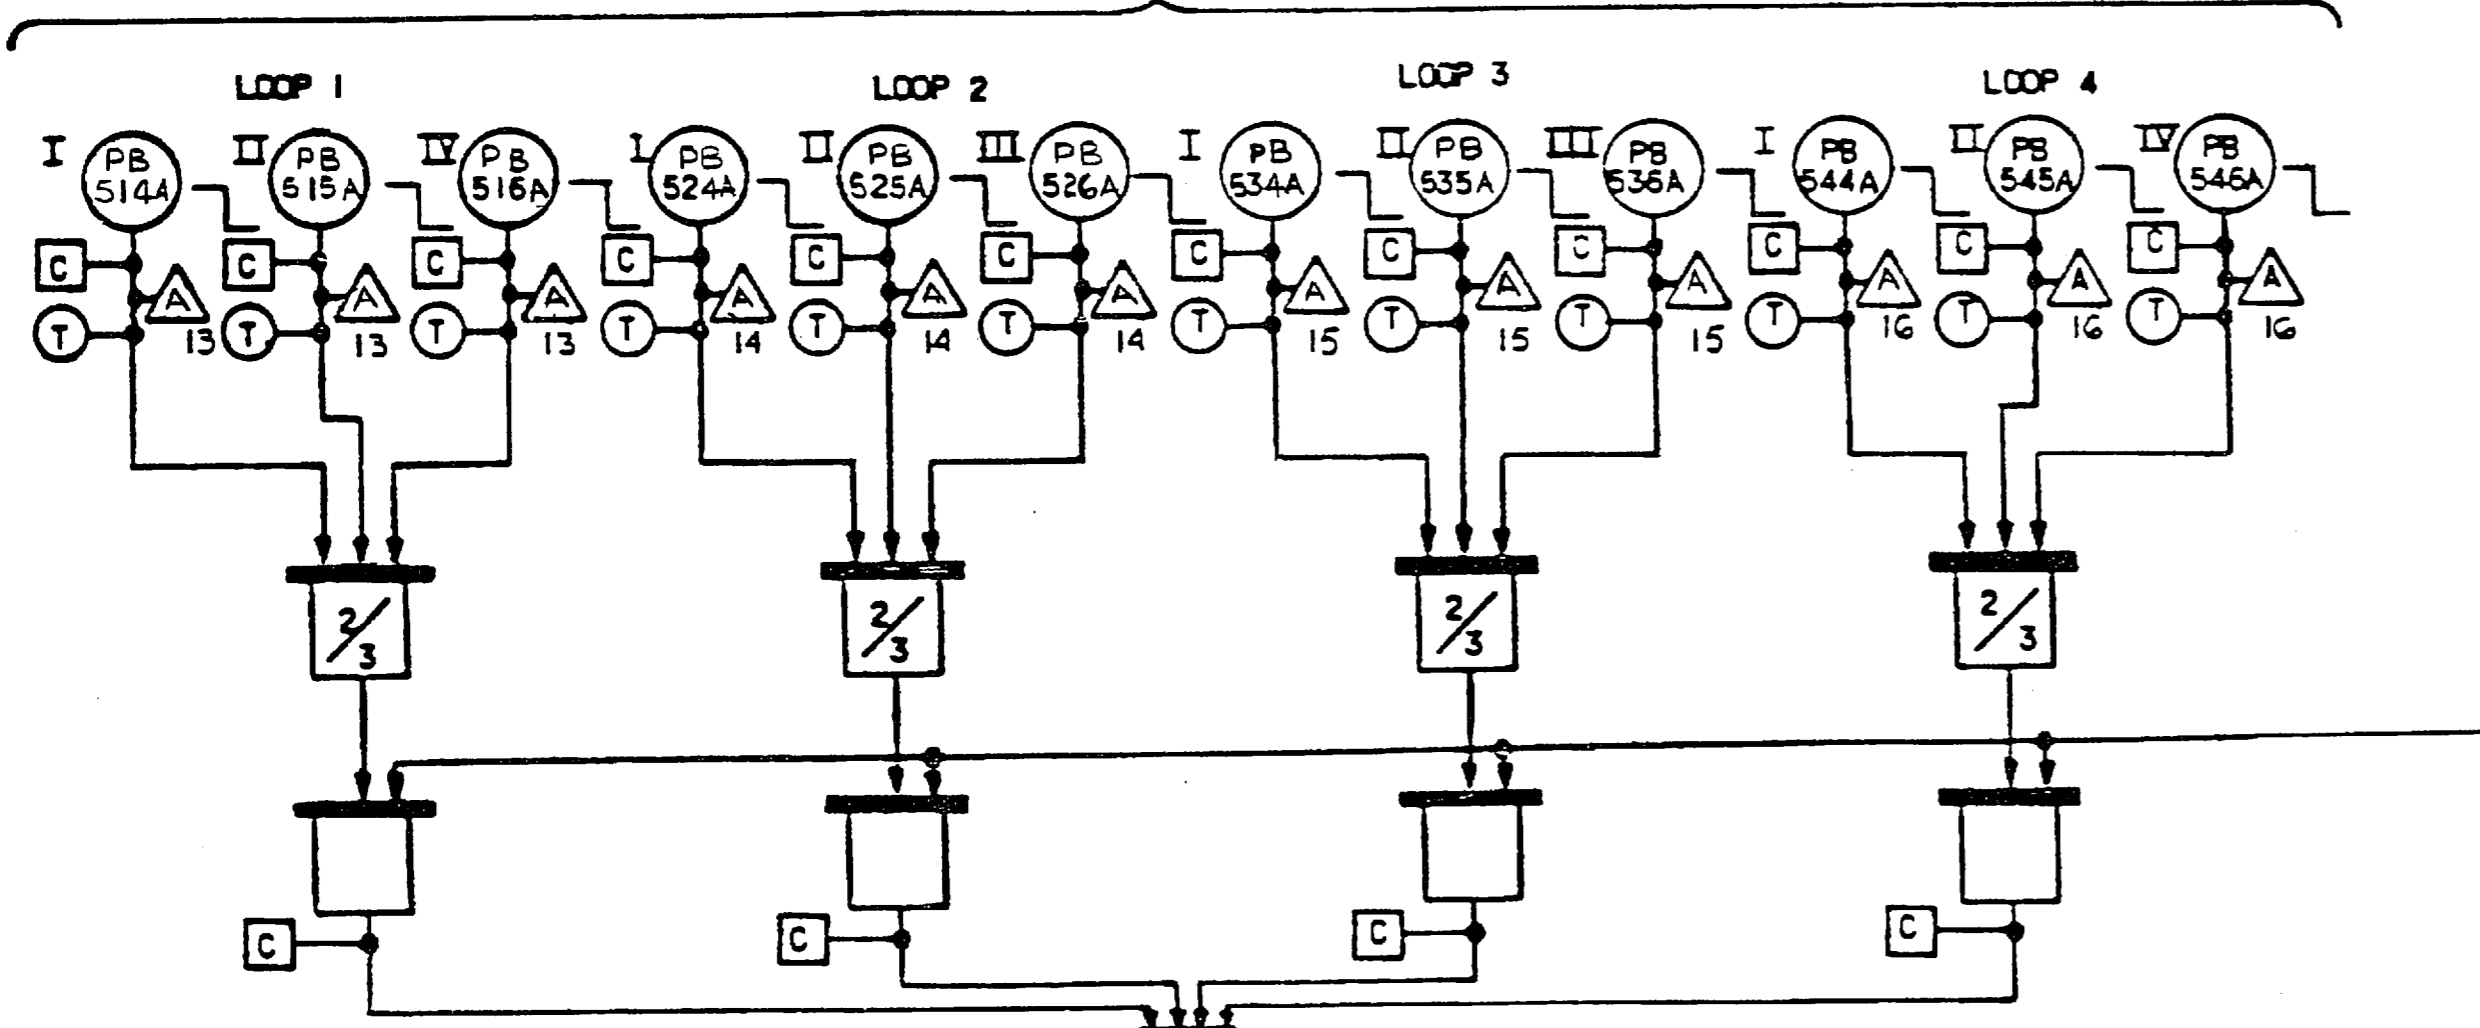 LOOP 1
LOOP 2
LOOP 3
LOOP 4
I PB 514A
II PB 515A
IV PB 516A
I PB 524A
II PB 525A
III PB 526A
I PB 534A
II PB 535A
III PB 536A
I PB 544A
II PB 545A
IV PB 546A
C C C C C C C C C C C C
A A A A A A A A A A A A
T T T T T T T T T T T T
13 13 13 14 14 14 15 15 15 16 16 16
2/3 2/3 2/3 2/3
C C C C